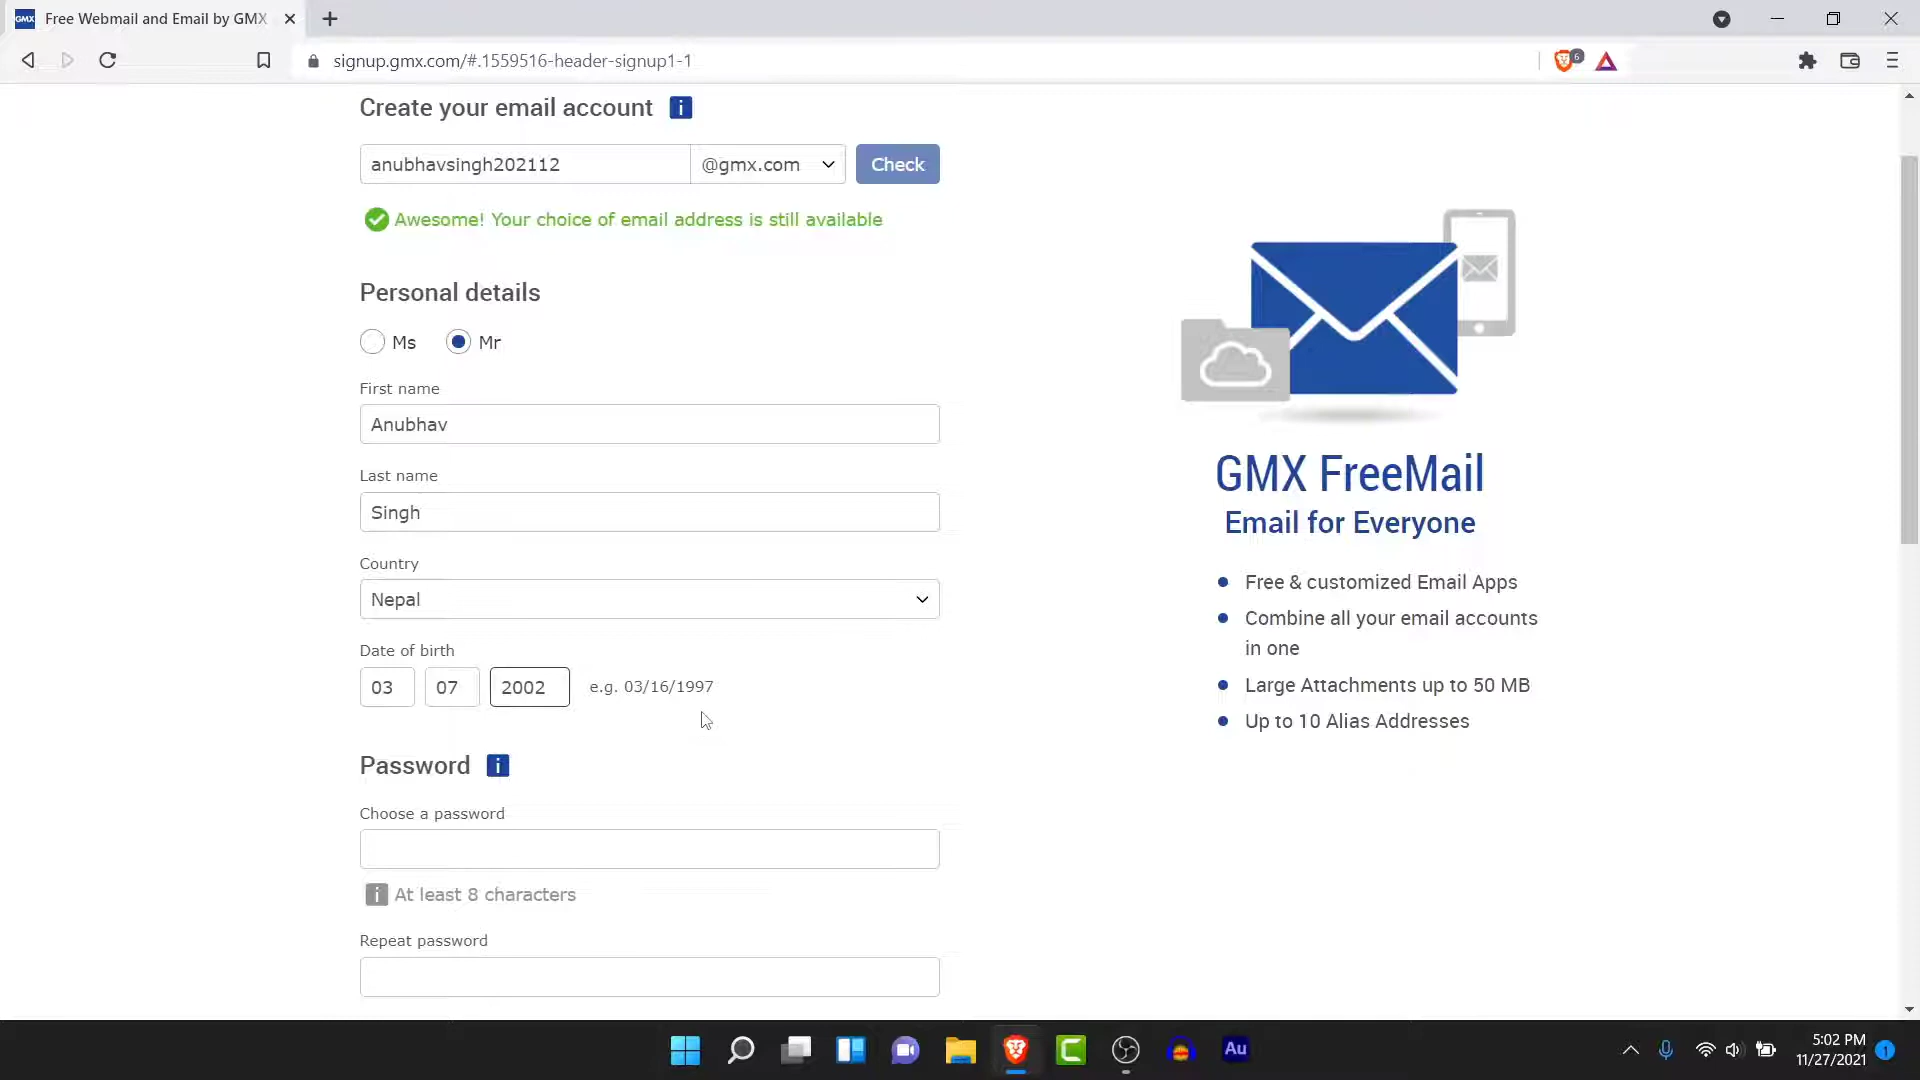 GMX
Free Webmail and Email by GMX
signup.gmx.com/#.1559516-header-signup1-1
6
Create your email account i
anubhavsingh202112 @gmx.com Check
Awesome! Your choice of email address is still available
Personal details
Ms Mr
First name
Anubhav
Last name
Singh
Country
Nepal
Date of birth
03 07 2002 e.g. 03/16/1997
Password i
Choose a password
i At least 8 characters
Repeat password
GMX FreeMail
Email for Everyone
Free & customized Email Apps
Combine all your email accounts
in one
Large Attachments up to 50 MB
Up to 10 Alias Addresses
Au
5:02 PM
11/27/2021
1